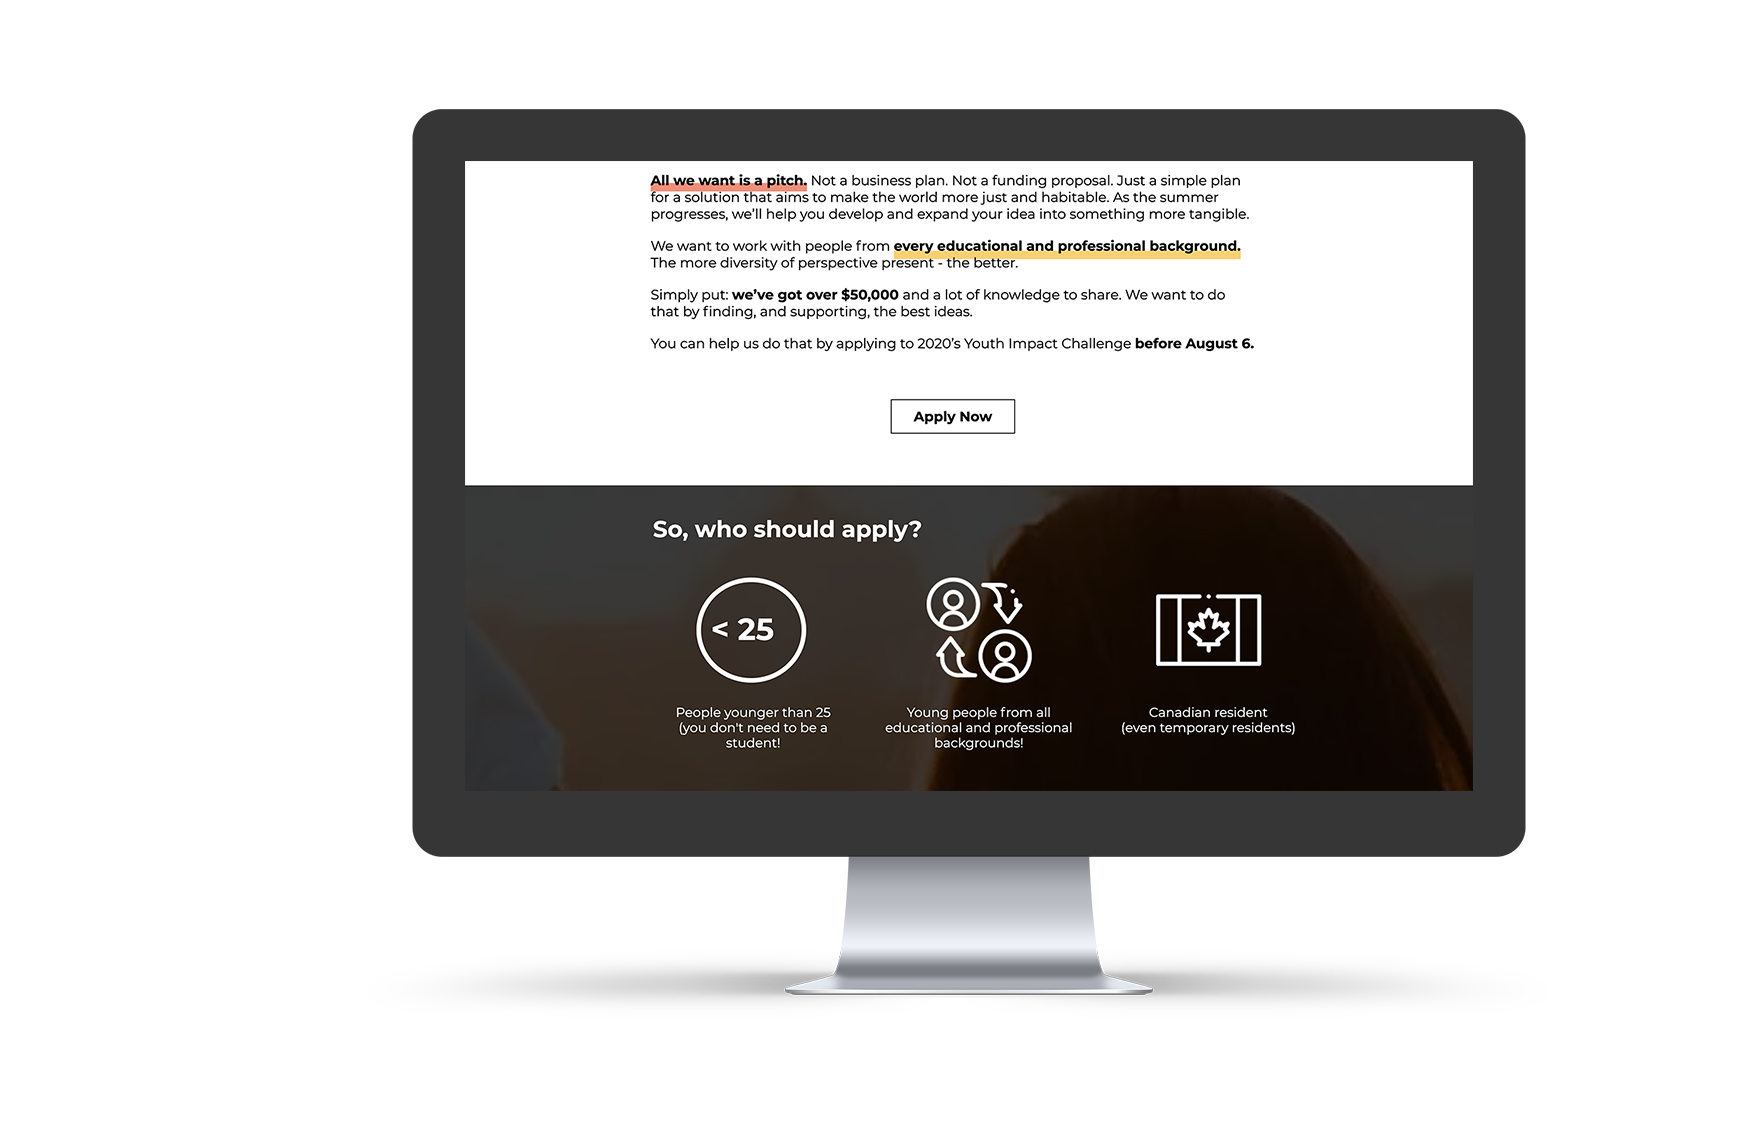 All we want is a pitch. Not a business plan. Not a funding proposal. Just a simple plan
for a solution that aims to make the world more just and habitable. As the summer
progresses, we’ll help you develop and expand your idea into something more tangible.
We want to work with people from every educational and professional background.
The more diversity of perspective present - the better.
Simply put: we’ve got over $50,000 and a lot of knowledge to share. We want to do
that by finding, and supporting, the best ideas.
You can help us do that by applying to 2020’s Youth Impact Challenge before August 6.
Apply Now
So, who should apply?
< 25
People younger than 25
(you don't need to be a
student!
Young people from all
educational and professional
backgrounds!
Canadian resident
(even temporary residents)